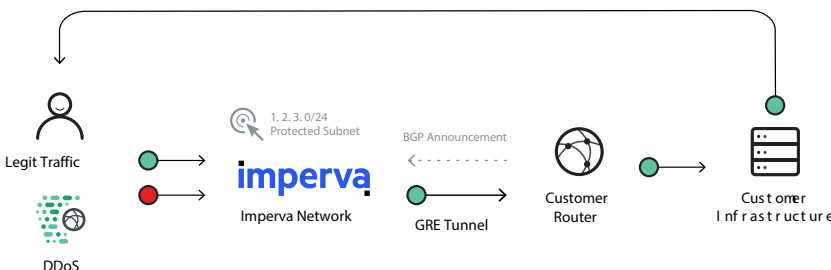 1.2.3.0/24
Protected Subnet
BGP Announcement
Legit Traffic
imperva
Imperva Network
GRE Tunnel
Customer
Router
Customer
Infrastructure
DDoS